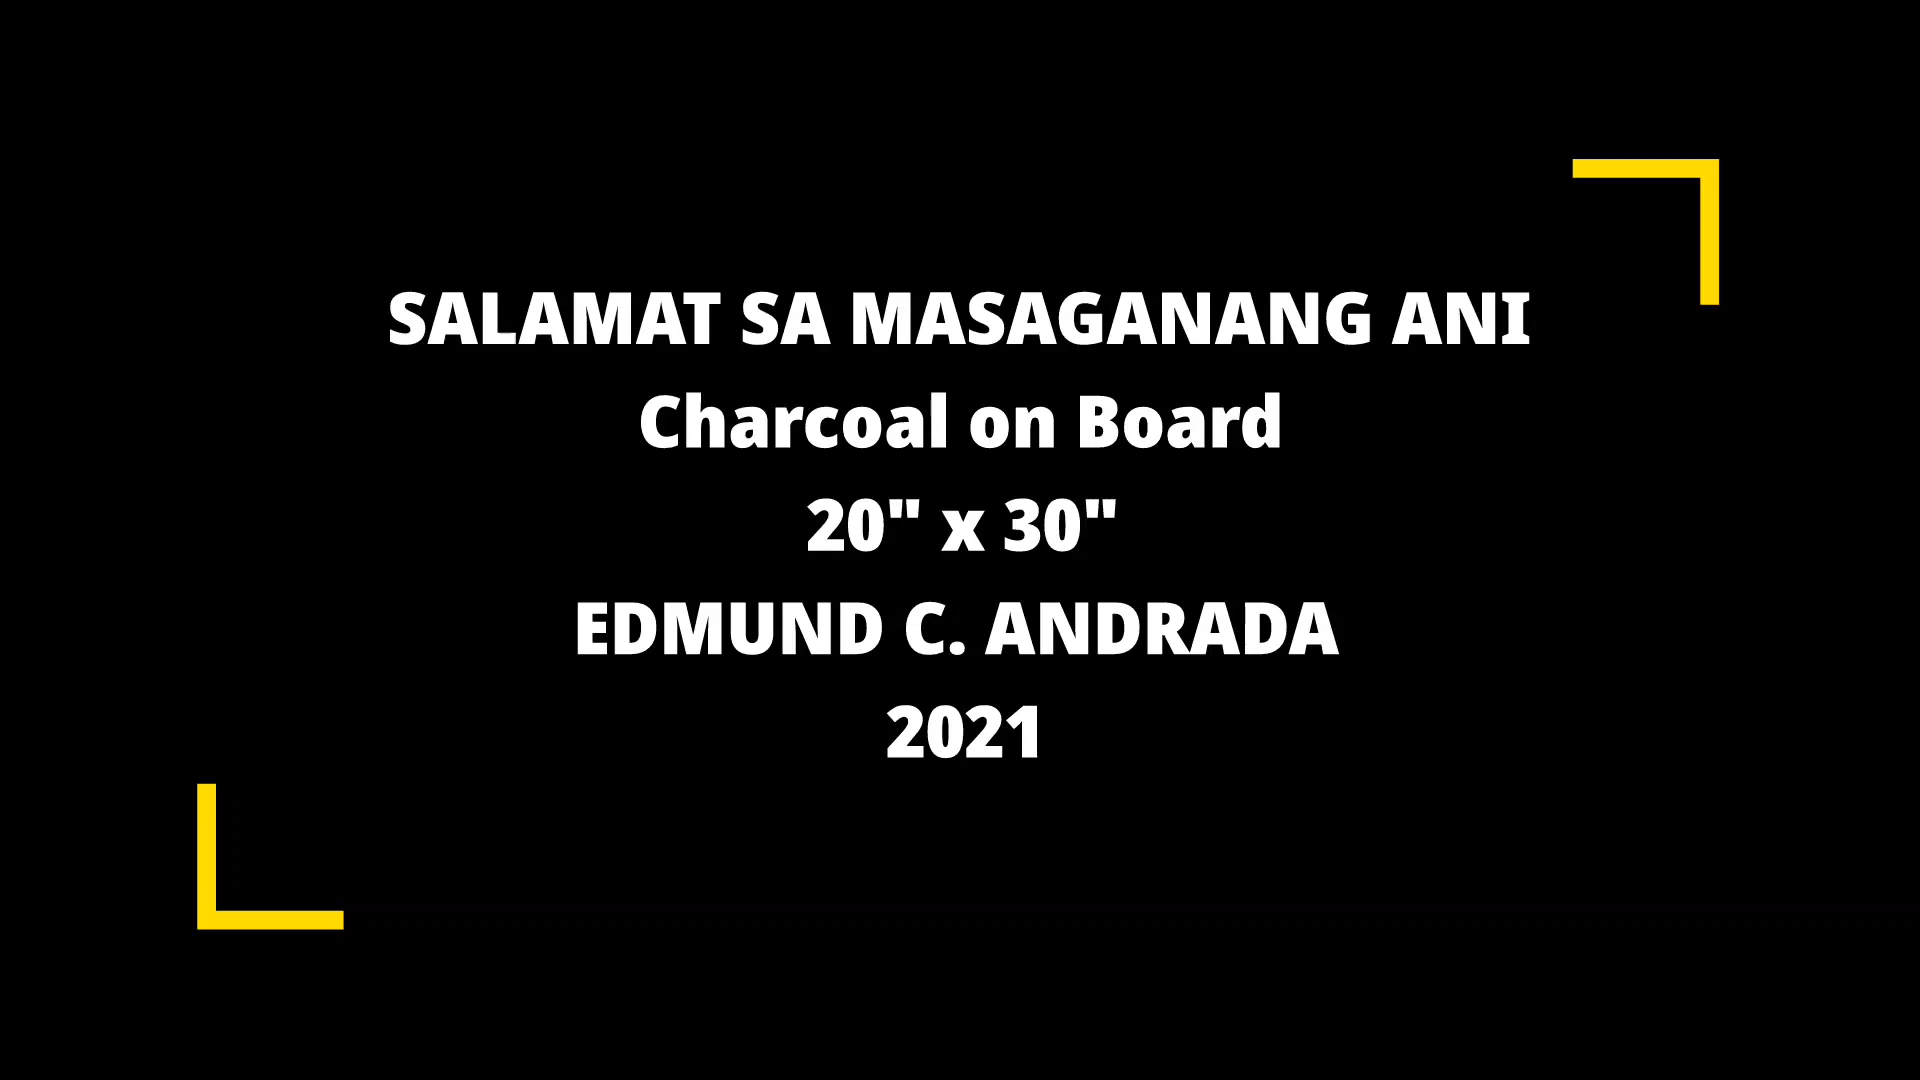 SALAMAT SA MASAGANANG ANI
Charcoal on Board
20" x 30"
EDMUND C. ANDRADA
2021